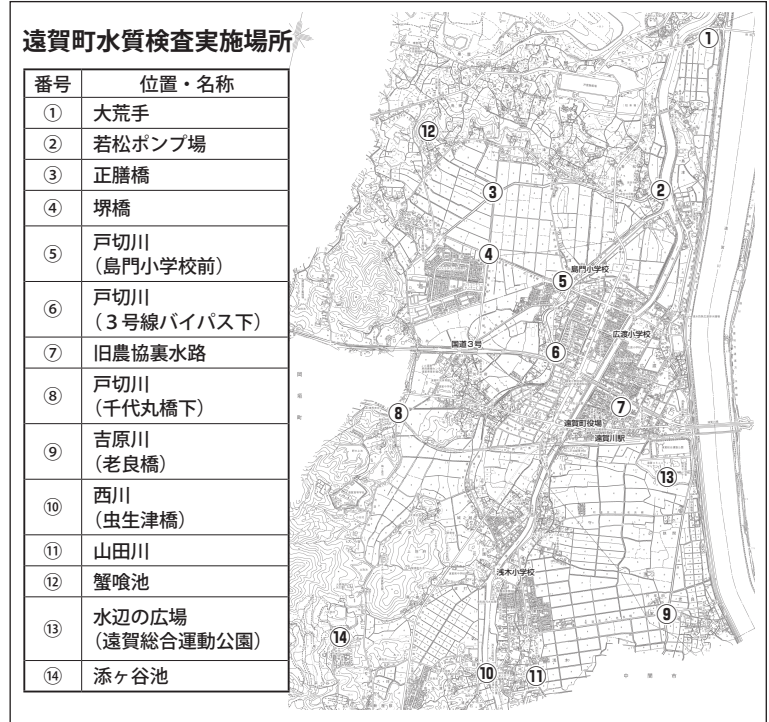 遠賀町水質検査実施場所
番号 位置・名称
① 大荒手
② 若松ポンプ場
③ 正膳橋
④ 堺橋
⑤ 戸切川
（島門小学校前）
⑥ 戸切川
（３号線バイパス下）
⑦ 旧農協裏水路
⑧ 戸切川
（千代丸橋下）
⑨ 吉原川
（老良橋）
⑩ 西川
（虫生津橋）
⑪ 山田川
⑫ 蟹喰池
⑬ 水辺の広場
（遠賀総合運動公園）
⑭ 添ヶ谷池
①
⑫
②
③
④
島門小学校
⑤
広渡小学校
国道３号
⑥
⑦
⑧
遠賀町役場
遠賀川駅
⑬
浅木小学校
⑨
⑭
⑩
⑪
中間市